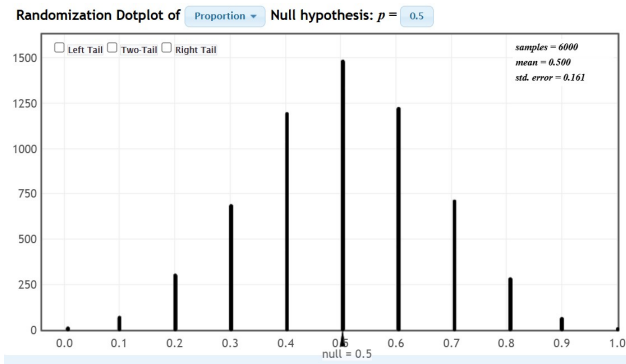 Randomization Dotplot of Proportion Null hypothesis: p = 0.5
Left Tail Two-Tail Right Tail
samples = 6000
mean = 0.500
std. error = 0.161
1500
1250
1000
750
500
250
0
0.0 0.1 0.2 0.3 0.4 0.5 0.6 0.7 0.8 0.9 1.0
null = 0.5